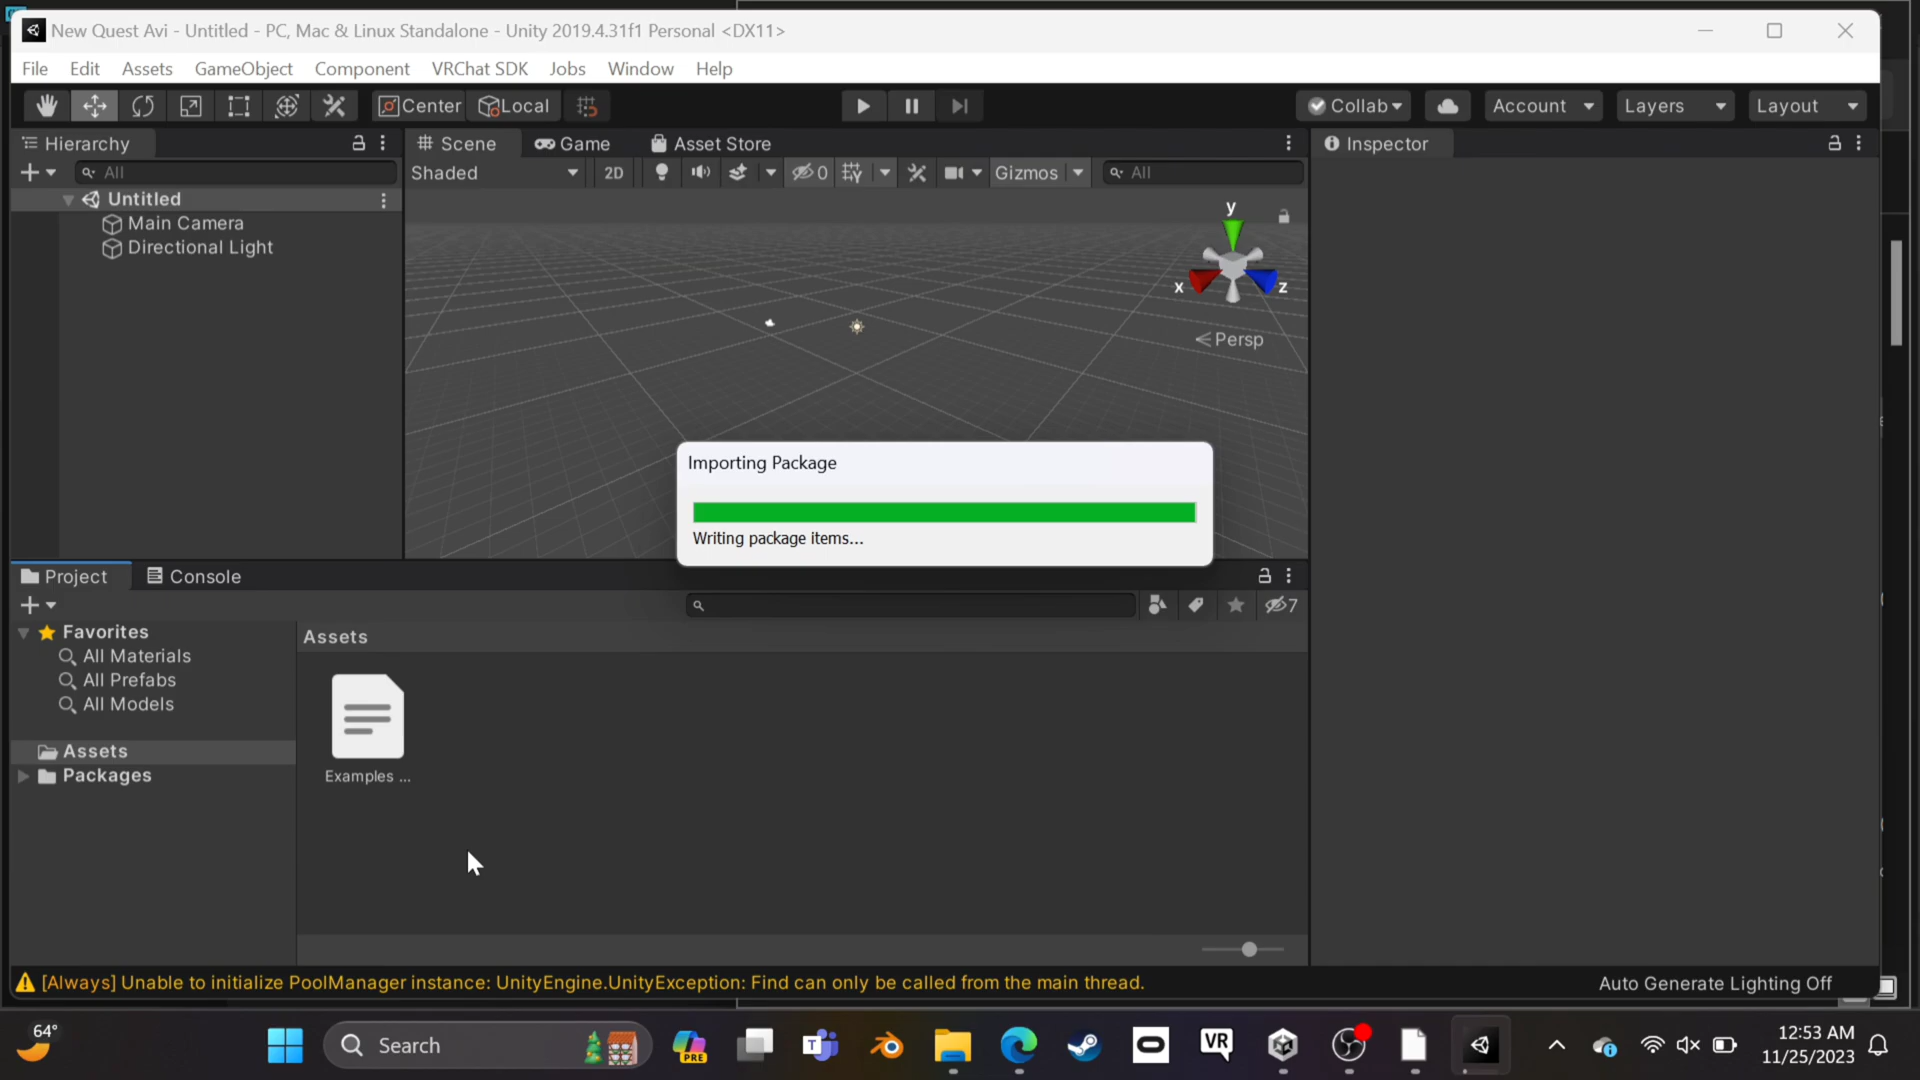 New Quest Avi - Untitled - PC, Mac & Linux Standalone - Unity 2019.4.31f1 Personal <DX11>
File Edit Assets GameObject Component VRChat SDK Jobs Window Help
Center Local Collab Account Layers Layout
Hierarchy Scene Game Asset Store Inspector
All Shaded 2D 0 Gizmos All
Untitled
Main Camera
Directional Light
y
x z
Persp
Importing Package
Writing package items...
Project Console
7
Favorites
All Materials
All Prefabs
All Models
Assets
Packages
Assets
Examples ...
[Always] Unable to initialize PoolManager instance: UnityEngine.UnityException: Find can only be called from the main thread.
Auto Generate Lighting Off
64°
Search
PRE
T
VR
12:53 AM
11/25/2023